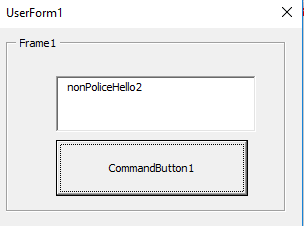 UserForm1
Frame1
nonPoliceHello2
CommandButton1